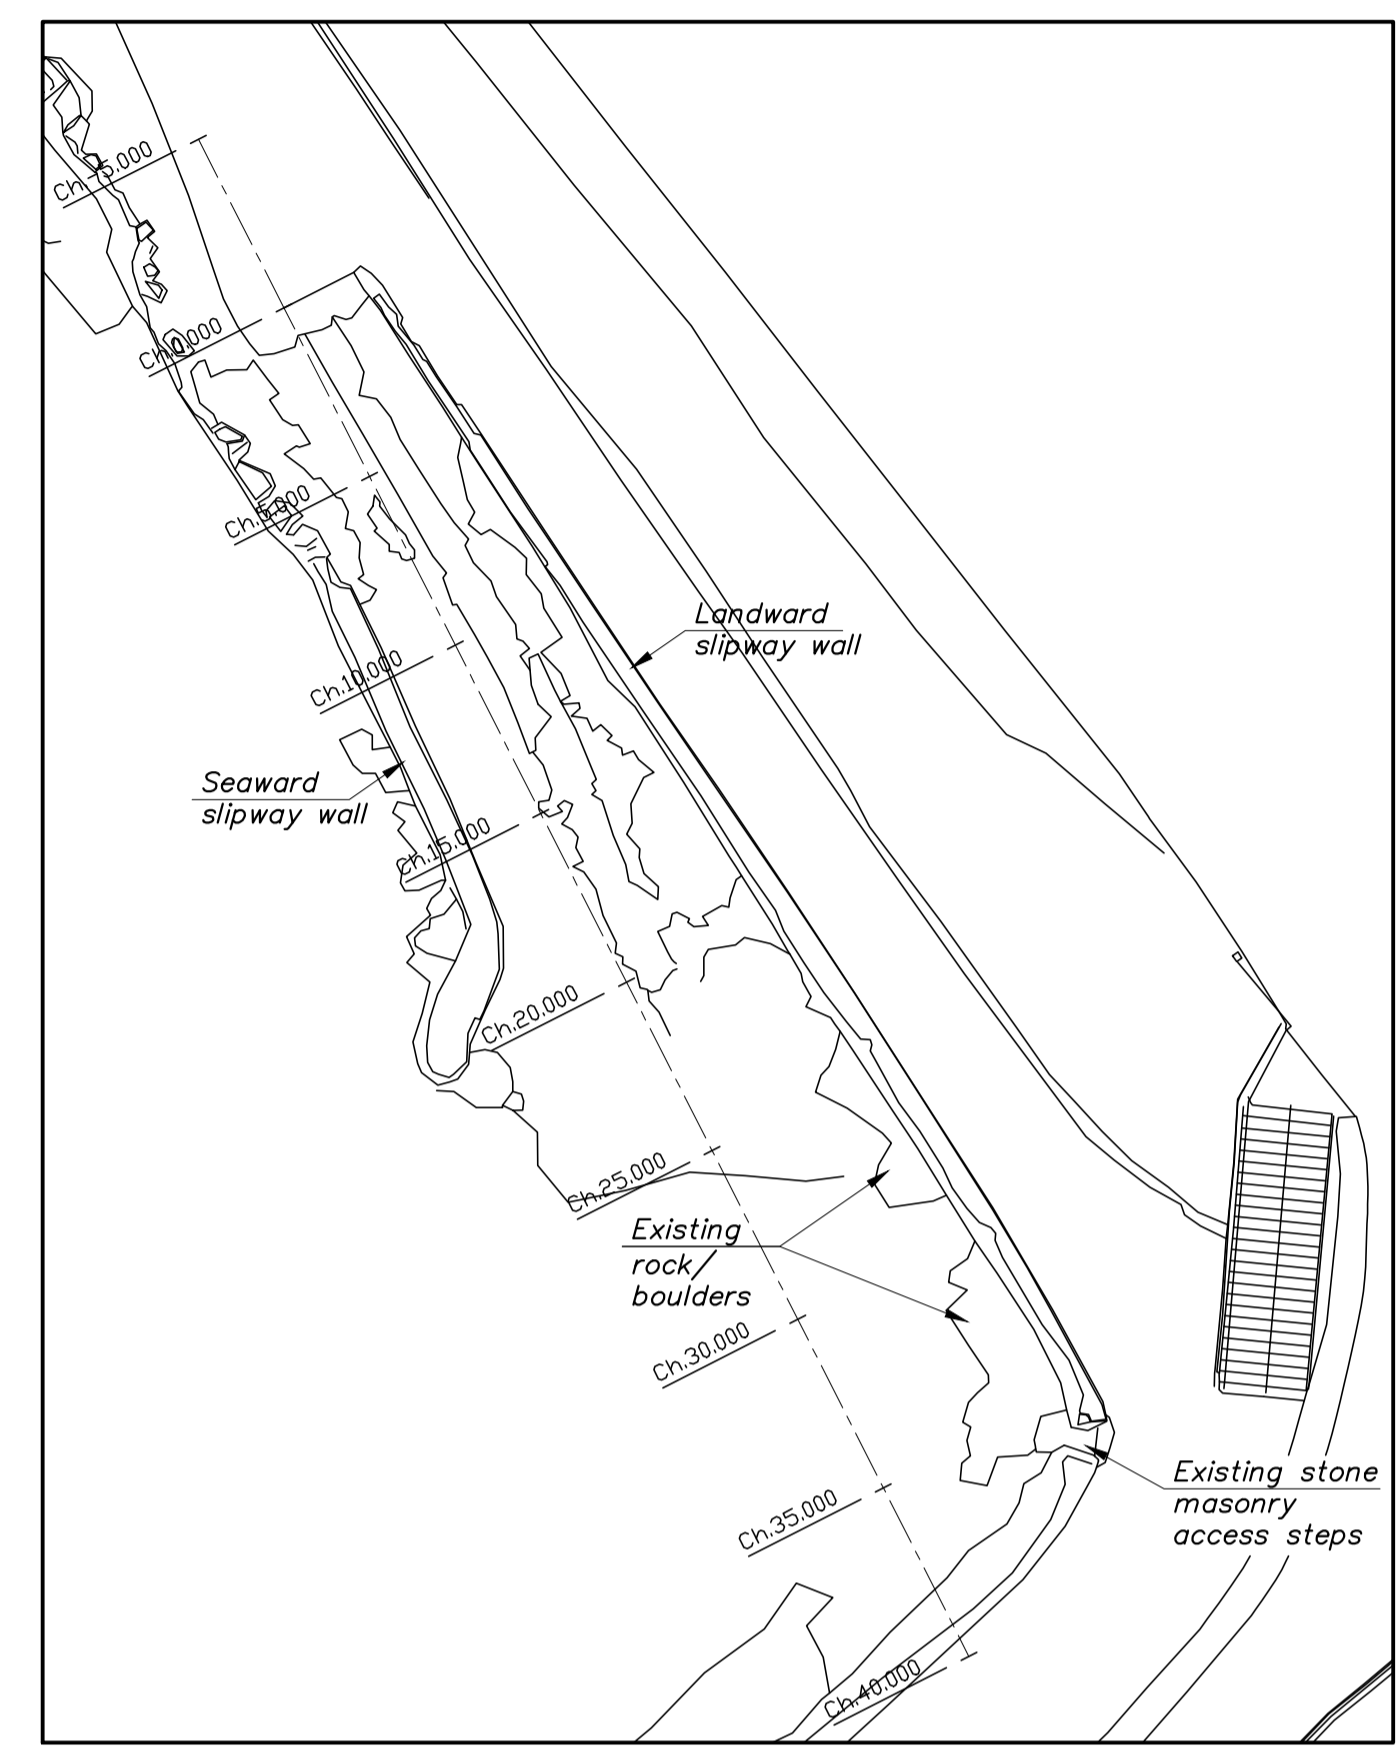 Ch.-5.000
Ch.0.000
Ch.5.000
Landward
slipway wall
Ch.10.000
Seaward
slipway wall
Ch.15.000
Ch.20.000
Ch.25.000
Existing
rock/
boulders
Ch.30.000
Existing stone
masonry
access steps
Ch.35.000
Ch.40.000